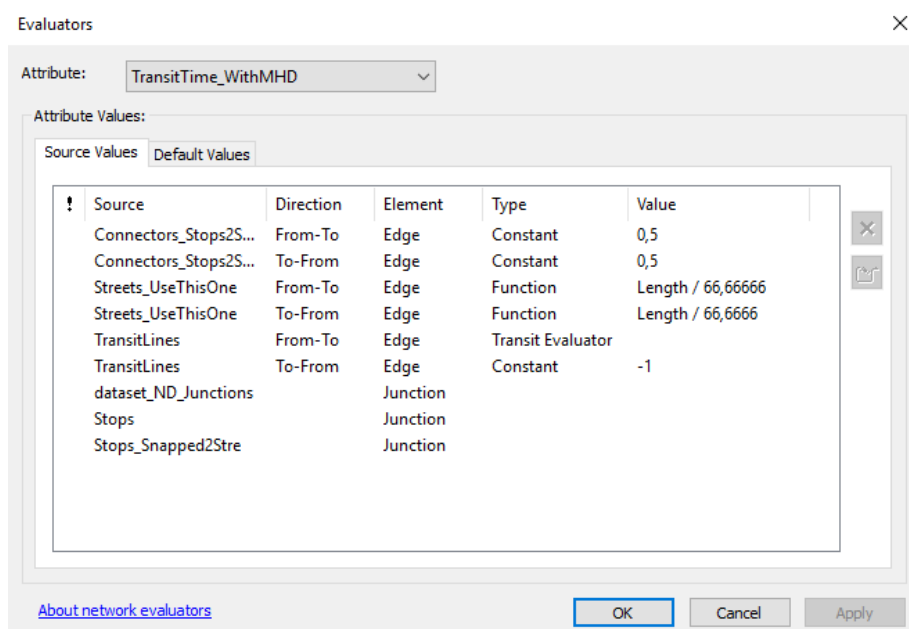 Evaluators
Attribute: TransitTime_WithMHD
Attribute Values:
Source Values Default Values
! Source Direction Element Type Value
Connectors_Stops2S... From-To Edge Constant 0,5
Connectors_Stops2S... To-From Edge Constant 0,5
Streets_UseThisOne From-To Edge Function Length / 66,66666
Streets_UseThisOne To-From Edge Function Length / 66,6666
TransitLines From-To Edge Transit Evaluator
TransitLines To-From Edge Constant -1
dataset_ND_Junctions Junction
Stops Junction
Stops_Snapped2Stre Junction
About network evaluators OK Cancel Apply